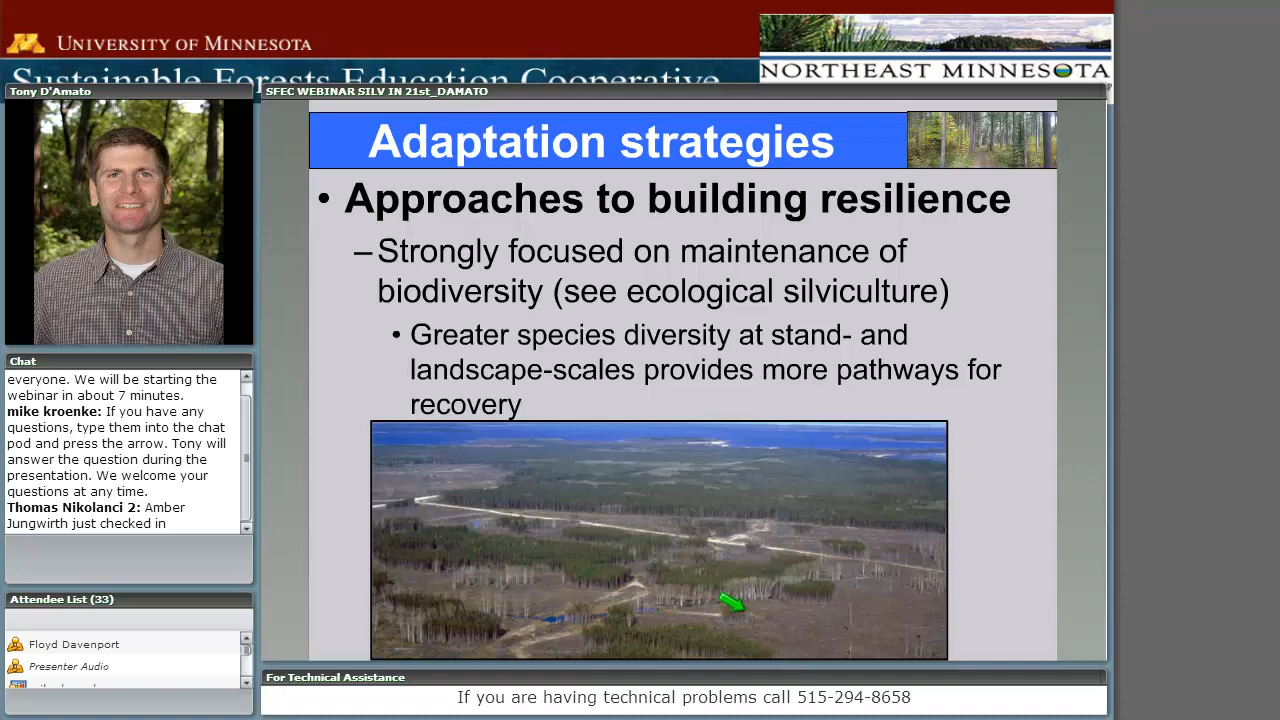 UNIVERSITY OF MINNESOTA
Sustainable Forests Education Cooperative
NORTHEAST MINNESOTA
Tony D'Amato
SFEC WEBINAR SILV IN 21st_DAMATO
Adaptation strategies
• Approaches to building resilience
–Strongly focused on maintenance of
biodiversity (see ecological silviculture)
• Greater species diversity at stand- and
landscape-scales provides more pathways for
recovery
Chat
everyone. We will be starting the
webinar in about 7 minutes.
mike kroenke: If you have any
questions, type them into the chat
pod and press the arrow. Tony will
answer the question during the
presentation. We welcome your
questions at any time.
Thomas Nikolanci 2: Amber
Jungwirth just checked in
Attendee List (33)
Floyd Davenport
Presenter Audio
For Technical Assistance
If you are having technical problems call 515-294-8658